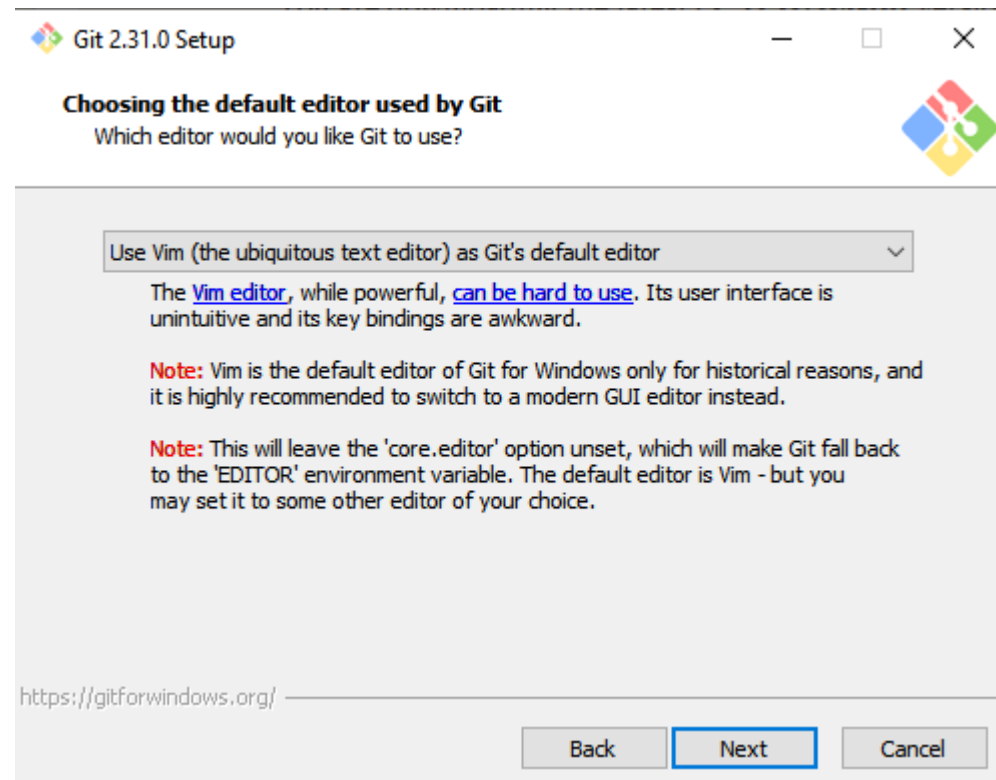 Git 2.31.0 Setup
Choosing the default editor used by Git
Which editor would you like Git to use?
Use Vim (the ubiquitous text editor) as Git's default editor
The Vim editor, while powerful, can be hard to use. Its user interface is
unintuitive and its key bindings are awkward.
Note: Vim is the default editor of Git for Windows only for historical reasons, and
it is highly recommended to switch to a modern GUI editor instead.
Note: This will leave the 'core.editor' option unset, which will make Git fall back
to the 'EDITOR' environment variable. The default editor is Vim - but you
may set it to some other editor of your choice.
https://gitforwindows.org/
Back Next Cancel